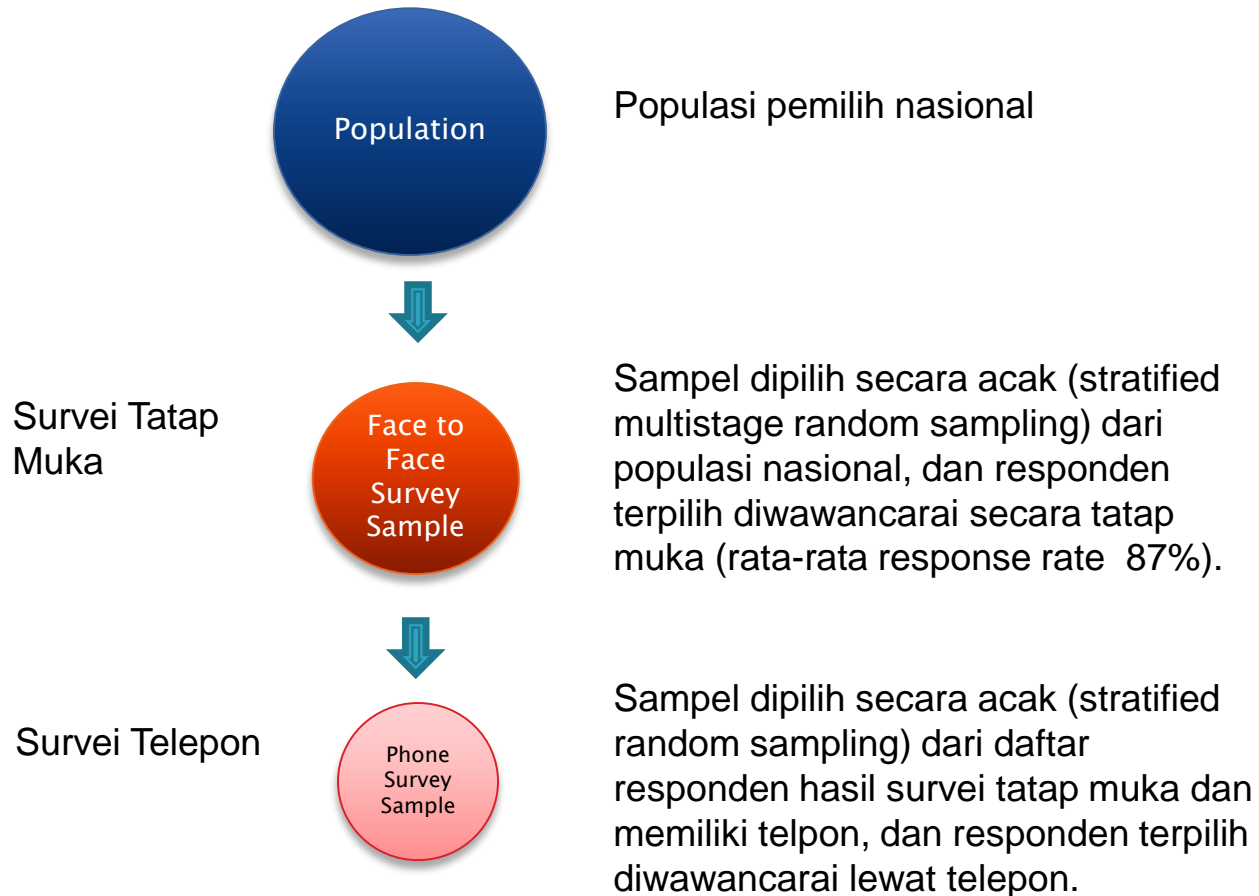 Population
Populasi pemilih nasional
Survei Tatap
Muka
Face to
Face
Survey
Sample
Sampel dipilih secara acak (stratified
multistage random sampling) dari
populasi nasional, dan responden
terpilih diwawancarai secara tatap
muka (rata-rata response rate  87%).
Survei Telepon
Phone
Survey
Sample
Sampel dipilih secara acak (stratified
random sampling) dari daftar
responden hasil survei tatap muka dan
memiliki telpon, dan responden terpilih
diwawancarai lewat telepon.